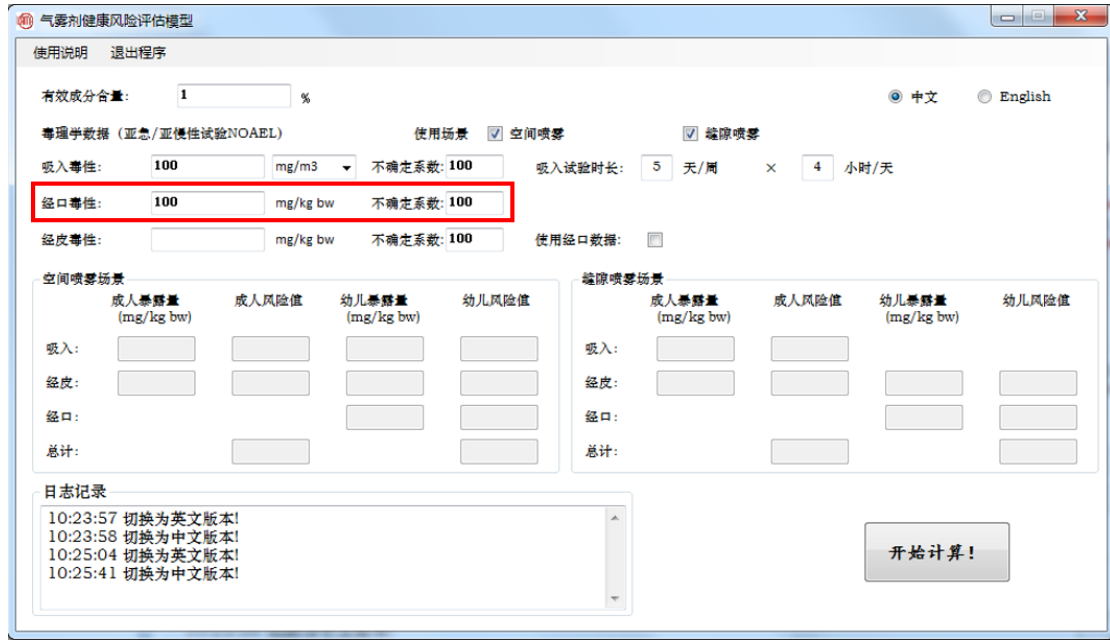 气雾剂健康风险评估模型
使用说明 退出程序
有效成分含量: 1 % 中文 English
毒理学数据 (亚急/亚慢性试验NOAEL) 使用场景 空间喷雾 缝隙喷雾
吸入毒性: 100 mg/m3 不确定系数: 100 吸入试验时长: 5 天/周 × 4 小时/天
经口毒性: 100 mg/kg bw 不确定系数: 100
经皮毒性: mg/kg bw 不确定系数: 100 使用经口数据:
空间喷雾场景 缝隙喷雾场景
成人暴露量 成人风险值 幼儿暴露量 幼儿风险值 成人暴露量 成人风险值 幼儿暴露量 幼儿风险值
(mg/kg bw) (mg/kg bw) (mg/kg bw) (mg/kg bw)
吸入: 吸入:
经皮: 经皮:
经口: 经口:
总计: 总计:
日志记录
10:23:57 切换为英文版本!
10:23:58 切换为中文版本!
10:25:04 切换为英文版本!
10:25:41 切换为中文版本!
开始计算!